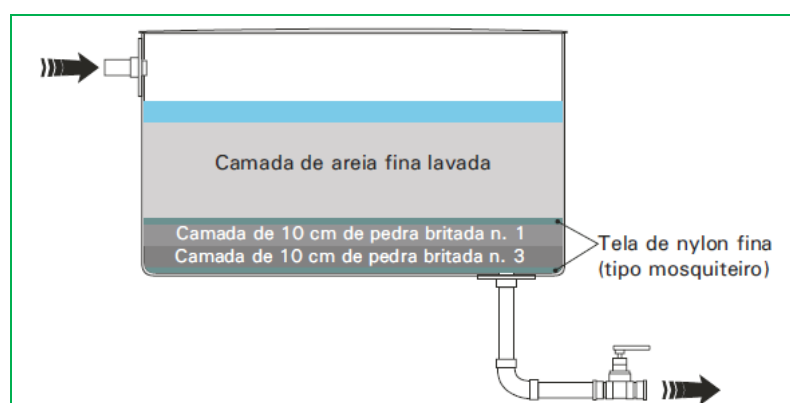 Camada de areia fina lavada
Camada de 10 cm de pedra britada n. 1
Camada de 10 cm de pedra britada n. 3
Tela de nylon fina
(tipo mosquiteiro)